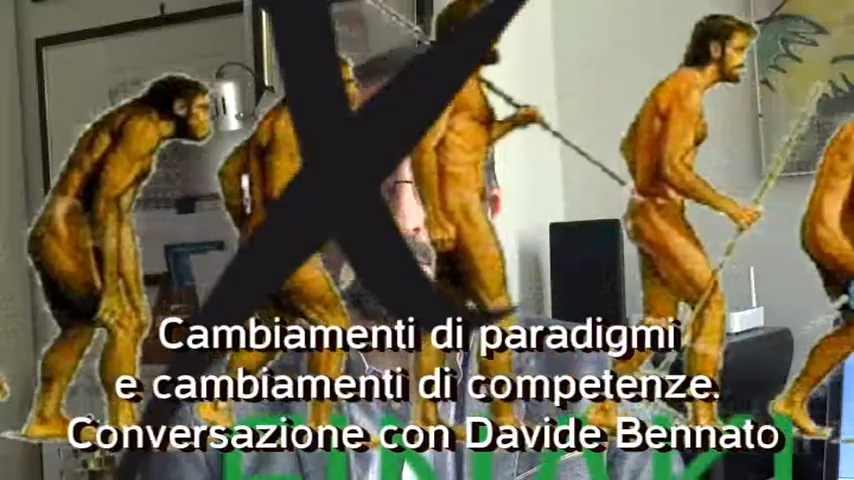 Cambiamenti di paradigmi
e cambiamenti di competenze.
Conversazione con Davide Bennato